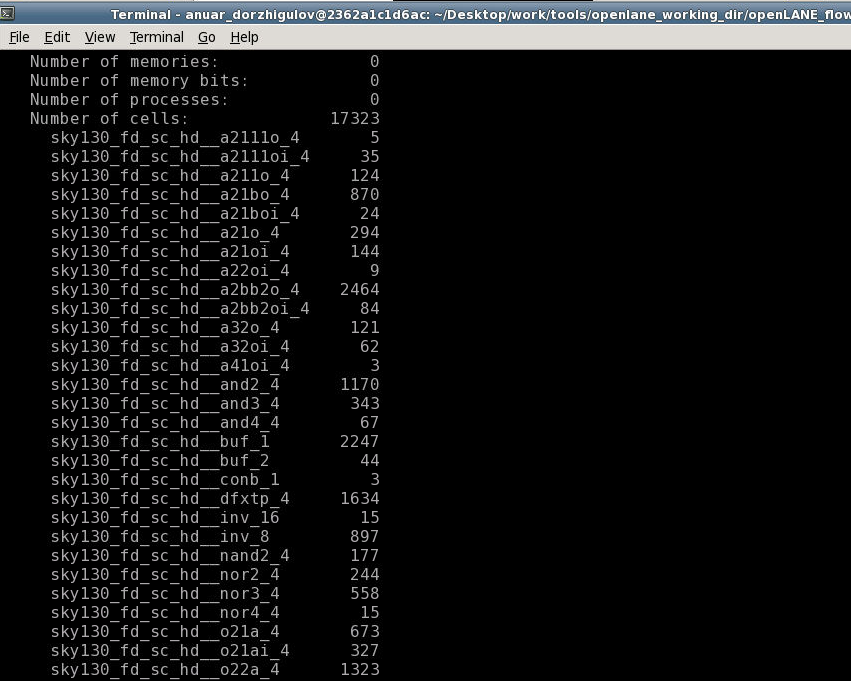 Terminal - anuar_dorzhigulov@2362a1c1d6ac: ~/Desktop/work/tools/openlane_working_dir/openLANE_flow
File Edit View Terminal Go Help
Number of memories: 0
Number of memory bits: 0
Number of processes: 0
Number of cells: 17323
sky130_fd_sc_hd__a2111o_4 5
sky130_fd_sc_hd__a2111oi_4 35
sky130_fd_sc_hd__a211o_4 124
sky130_fd_sc_hd__a21bo_4 870
sky130_fd_sc_hd__a21boi_4 24
sky130_fd_sc_hd__a21o_4 294
sky130_fd_sc_hd__a21oi_4 144
sky130_fd_sc_hd__a22oi_4 9
sky130_fd_sc_hd__a2bb2o_4 2464
sky130_fd_sc_hd__a2bb2oi_4 84
sky130_fd_sc_hd__a32o_4 121
sky130_fd_sc_hd__a32oi_4 62
sky130_fd_sc_hd__a41oi_4 3
sky130_fd_sc_hd__and2_4 1170
sky130_fd_sc_hd__and3_4 343
sky130_fd_sc_hd__and4_4 67
sky130_fd_sc_hd__buf_1 2247
sky130_fd_sc_hd__buf_2 44
sky130_fd_sc_hd__conb_1 3
sky130_fd_sc_hd__dfxtp_4 1634
sky130_fd_sc_hd__inv_16 15
sky130_fd_sc_hd__inv_8 897
sky130_fd_sc_hd__nand2_4 177
sky130_fd_sc_hd__nor2_4 244
sky130_fd_sc_hd__nor3_4 558
sky130_fd_sc_hd__nor4_4 15
sky130_fd_sc_hd__o21a_4 673
sky130_fd_sc_hd__o21ai_4 327
sky130_fd_sc_hd__o22a_4 1323